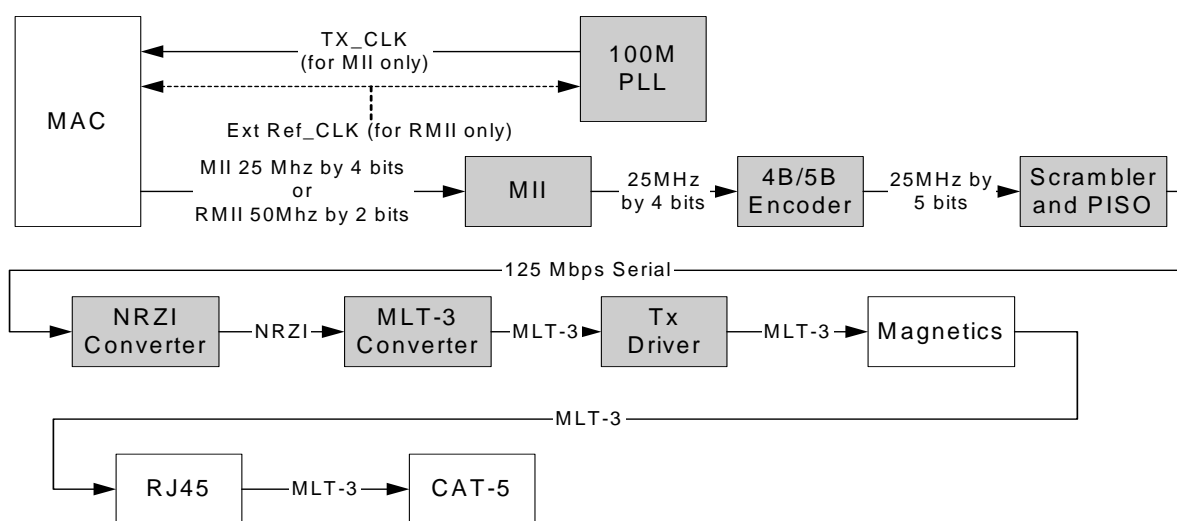 TX_CLK
(for MII only)
100M
PLL
MAC
Ext Ref_CLK (for RMII only)
MII 25 Mhz by 4 bits
or
RMII 50Mhz by 2 bits
MII
25MHz
by 4 bits
4B/5B
Encoder
25MHz by
5 bits
Scrambler
and PISO
125 Mbps Serial
NRZI
Converter
NRZI
MLT-3
Converter
MLT-3
Tx
Driver
MLT-3
Magnetics
MLT-3
RJ45
MLT-3
CAT-5